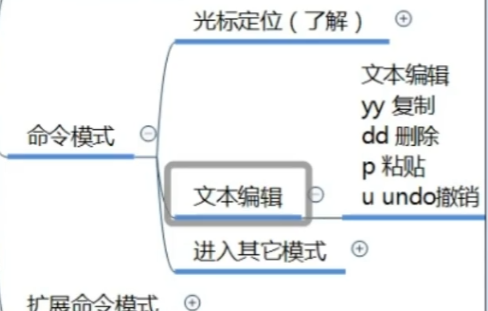 光标定位（了解）
文本编辑
yy 复制
dd 删除
p 粘贴
u undo撤销
命令模式
文本编辑
进入其它模式
扩展命令模式